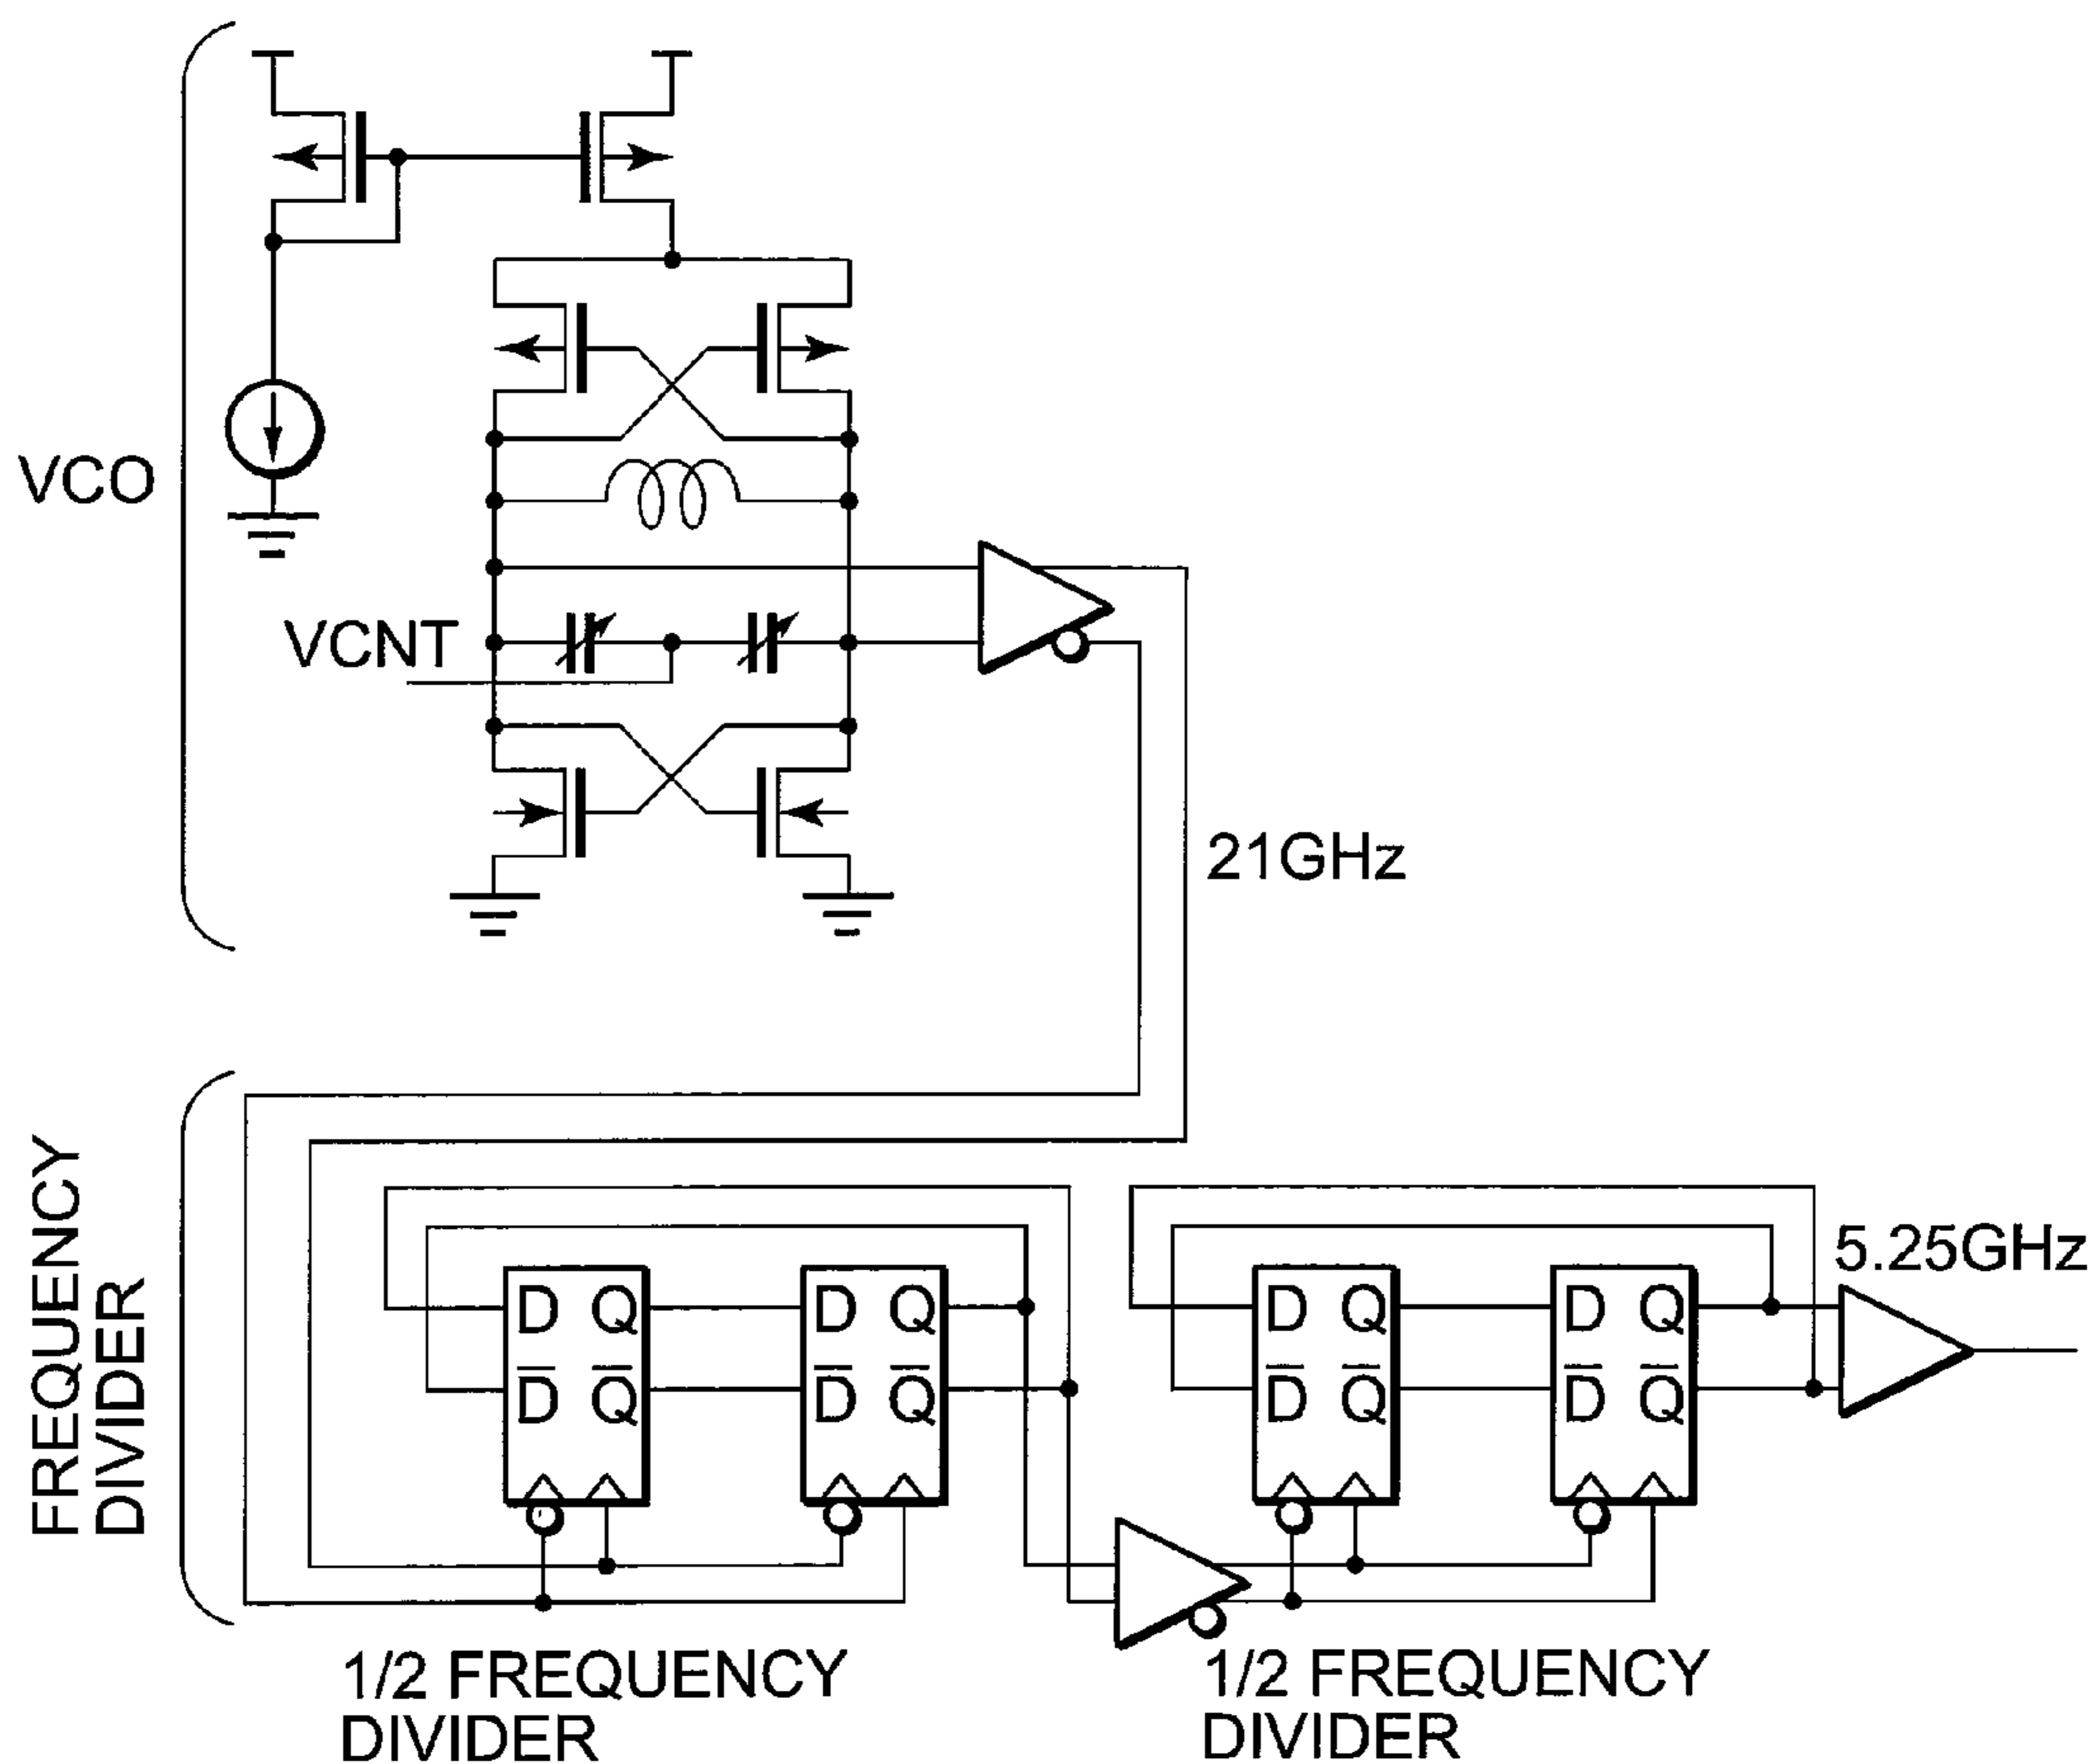 VCO
VCNT
21GHz
FREQUENCY
DIVIDER
5.25GHz
D Q D Q
D̅ Q̅ D̅ Q̅
D Q D Q
D̅ Q̅ D̅ Q̅
1/2 FREQUENCY
DIVIDER
1/2 FREQUENCY
DIVIDER